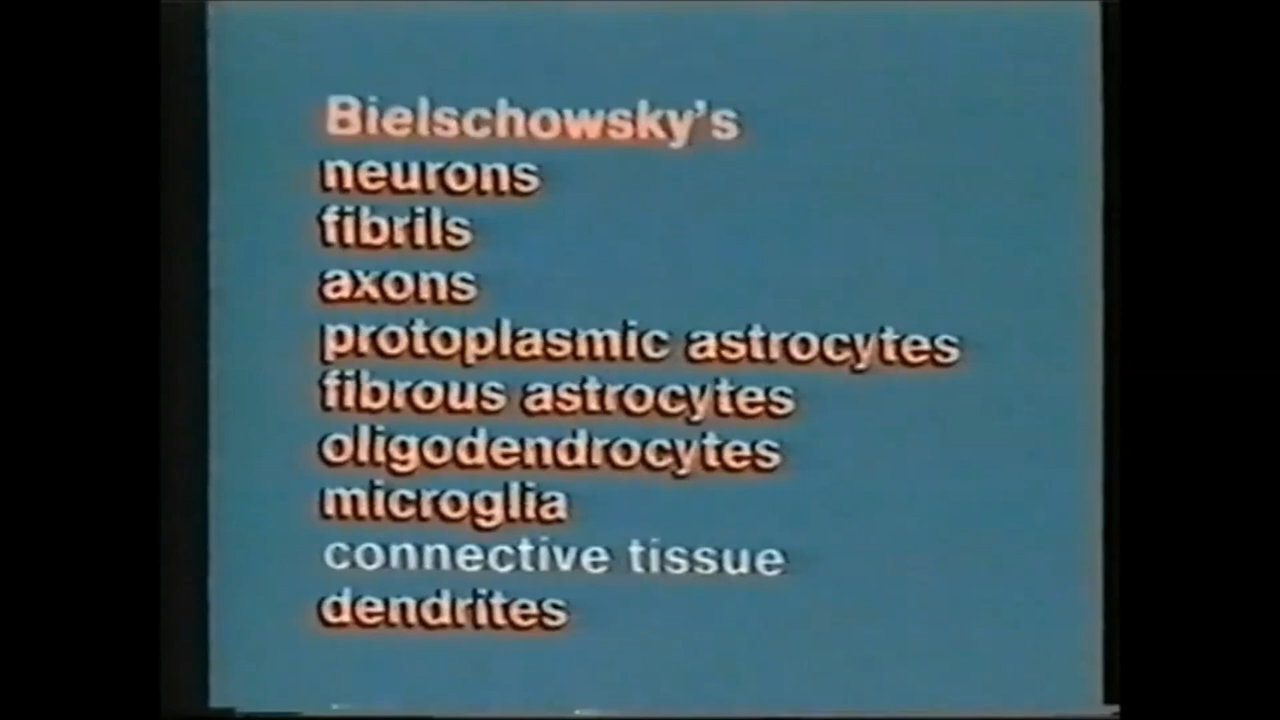 Bielschowsky's
neurons
fibrils
axons
protoplasmic astrocytes
fibrous astrocytes
oligodendrocytes
microglia
connective tissue
dendrites